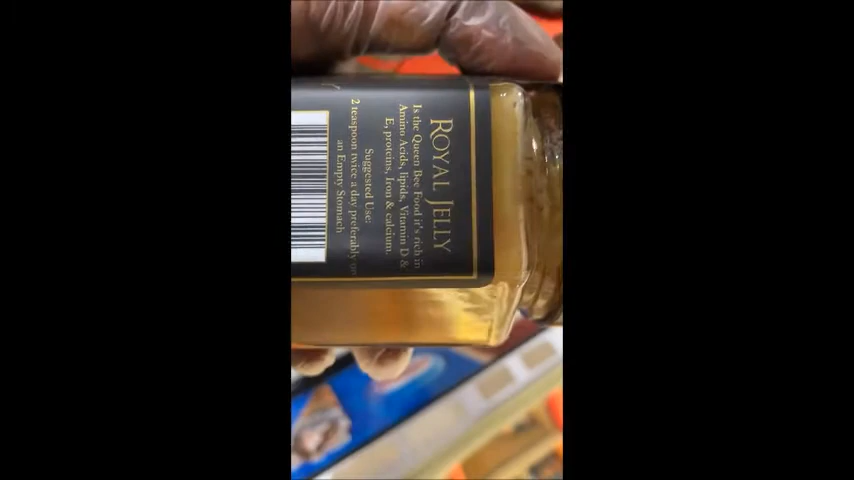 ROYAL JELLY
Is the Queen Bee Food it's rich in
Amino Acids, lipids, Vitamin D &
E, proteins, Iron & calcium.
Suggested Use:
2 teaspoon twice a day preferably on
an Empty Stomach